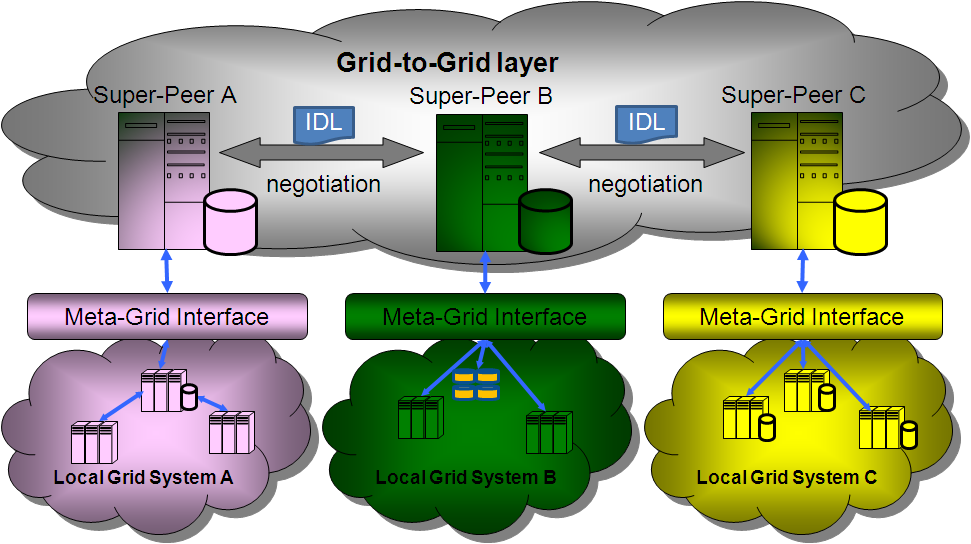 Grid-to-Grid layer
Super-Peer A
Super-Peer B
Super-Peer C
IDL
IDL
negotiation
negotiation
Meta-Grid Interface
Meta-Grid Interface
Meta-Grid Interface
Local Grid System A
Local Grid System B
Local Grid System C